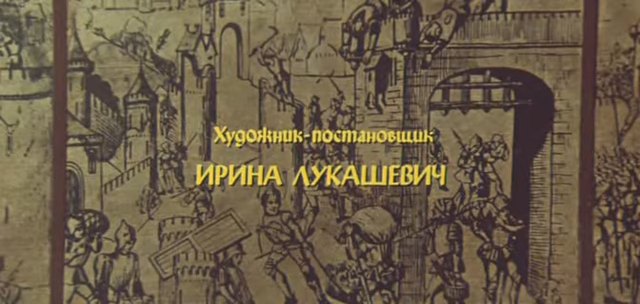 Художник-постановщик
ИРИНА ЛУКАШЕВИЧ